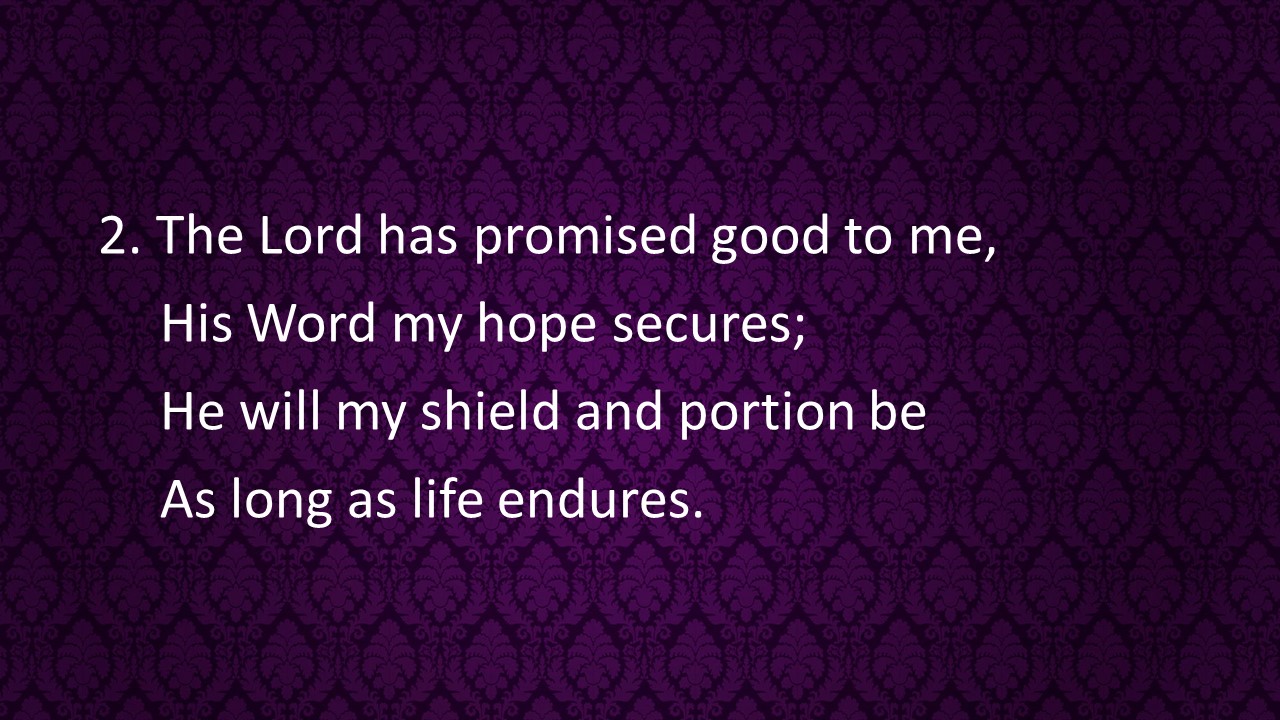 2. The Lord has promised good to me,
His Word my hope secures;
He will my shield and portion be
As long as life endures.